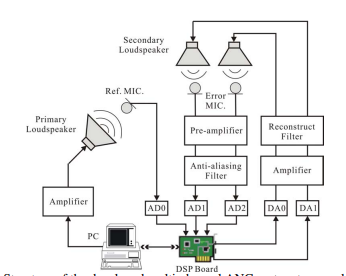 Secondary
Loudspeaker
Ref. MIC.
Error
MIC.
Primary
Loudspeaker
Pre-amplifier
Reconstruct
Filter
Anti-aliasing
Filter
Amplifier
Amplifier
AD0
AD1
AD2
DA0
DA1
PC
DSP Board